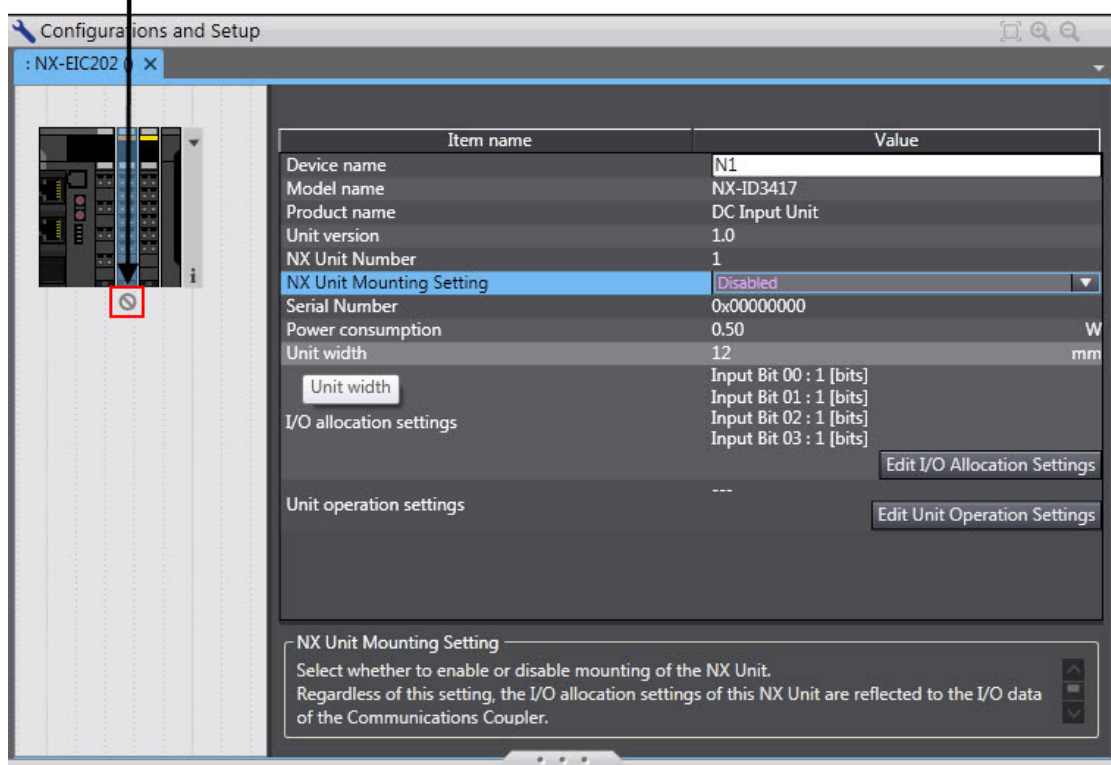 Configurations and Setup
: NX-EIC202 ()
Item name Value
Device name N1
Model name NX-ID3417
Product name DC Input Unit
Unit version 1.0
NX Unit Number 1
NX Unit Mounting Setting Disabled
Serial Number 0x00000000
Power consumption 0.50 W
Unit width 12 mm
Unit width
I/O allocation settings
Input Bit 00 : 1 [bits]
Input Bit 01 : 1 [bits]
Input Bit 02 : 1 [bits]
Input Bit 03 : 1 [bits]
Edit I/O Allocation Settings
Unit operation settings ---
Edit Unit Operation Settings
NX Unit Mounting Setting
Select whether to enable or disable mounting of the NX Unit.
Regardless of this setting, the I/O allocation settings of this NX Unit are reflected to the I/O data
of the Communications Coupler.